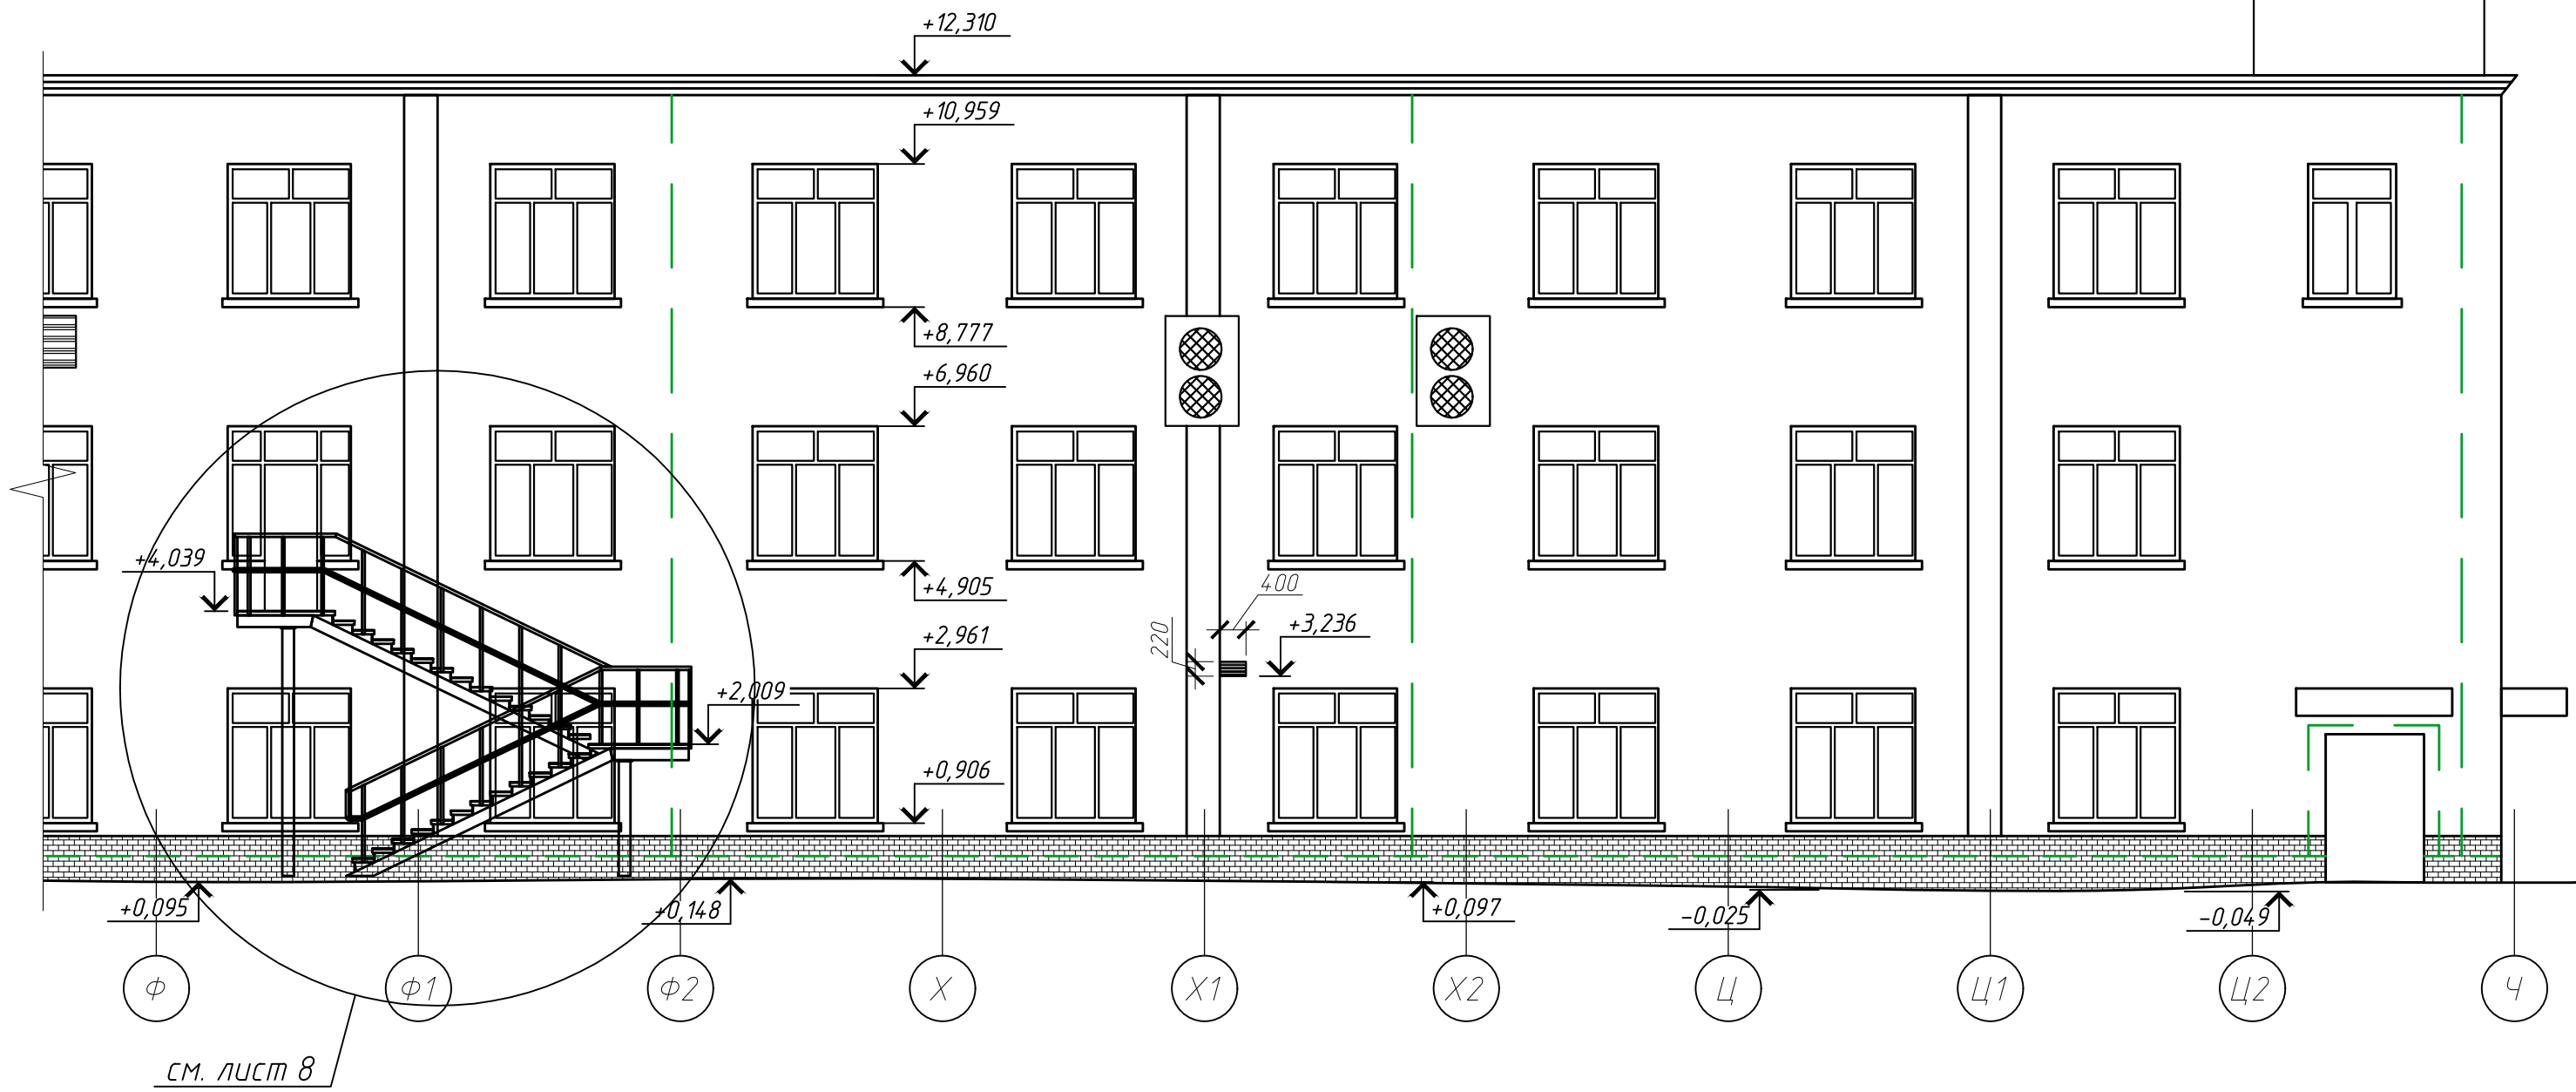 +12,310
+10,959
+8,777
+6,960
+4,039
+4,905
400
220
+3,236
+2,961
+2,009
+0,906
+0,095
+0,148
+0,097
-0,025
-0,049
Ф
Ф1
Ф2
Х
Х1
Х2
Ц
Ц1
Ц2
Ч
см. лист 8